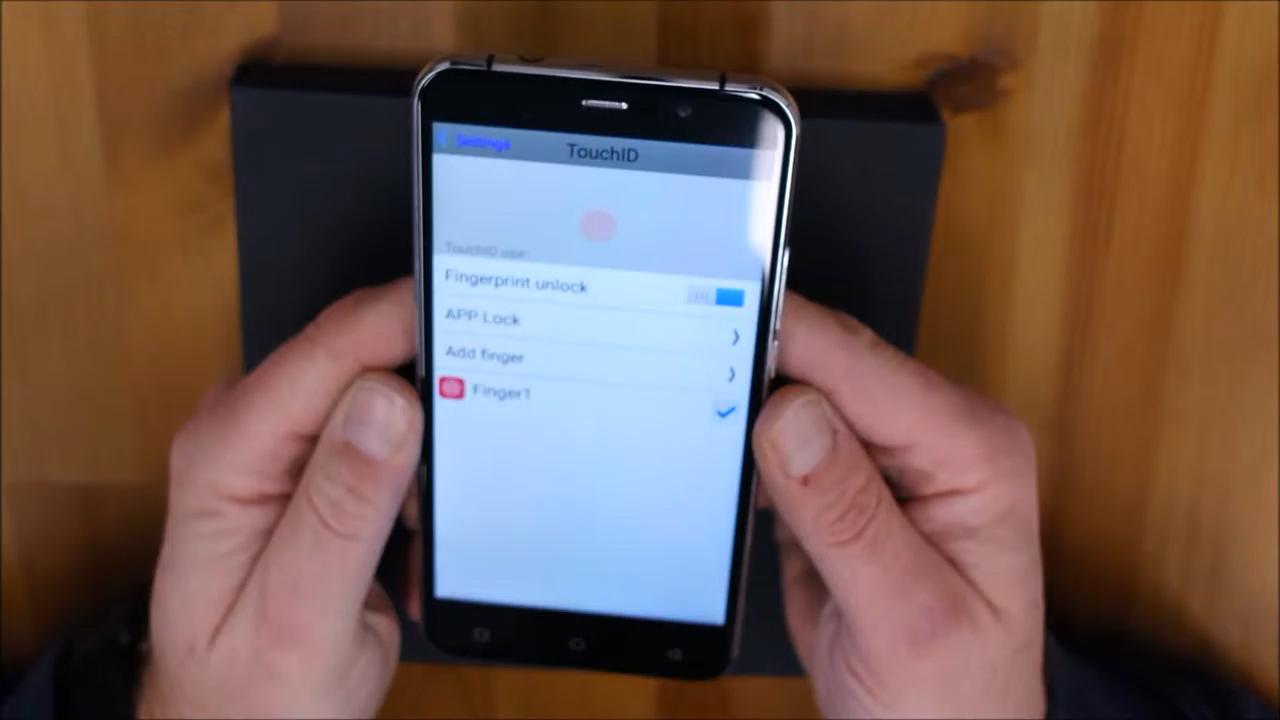 Settings
TouchID
TouchID use:
Fingerprint unlock
APP Lock
Add finger
Finger1